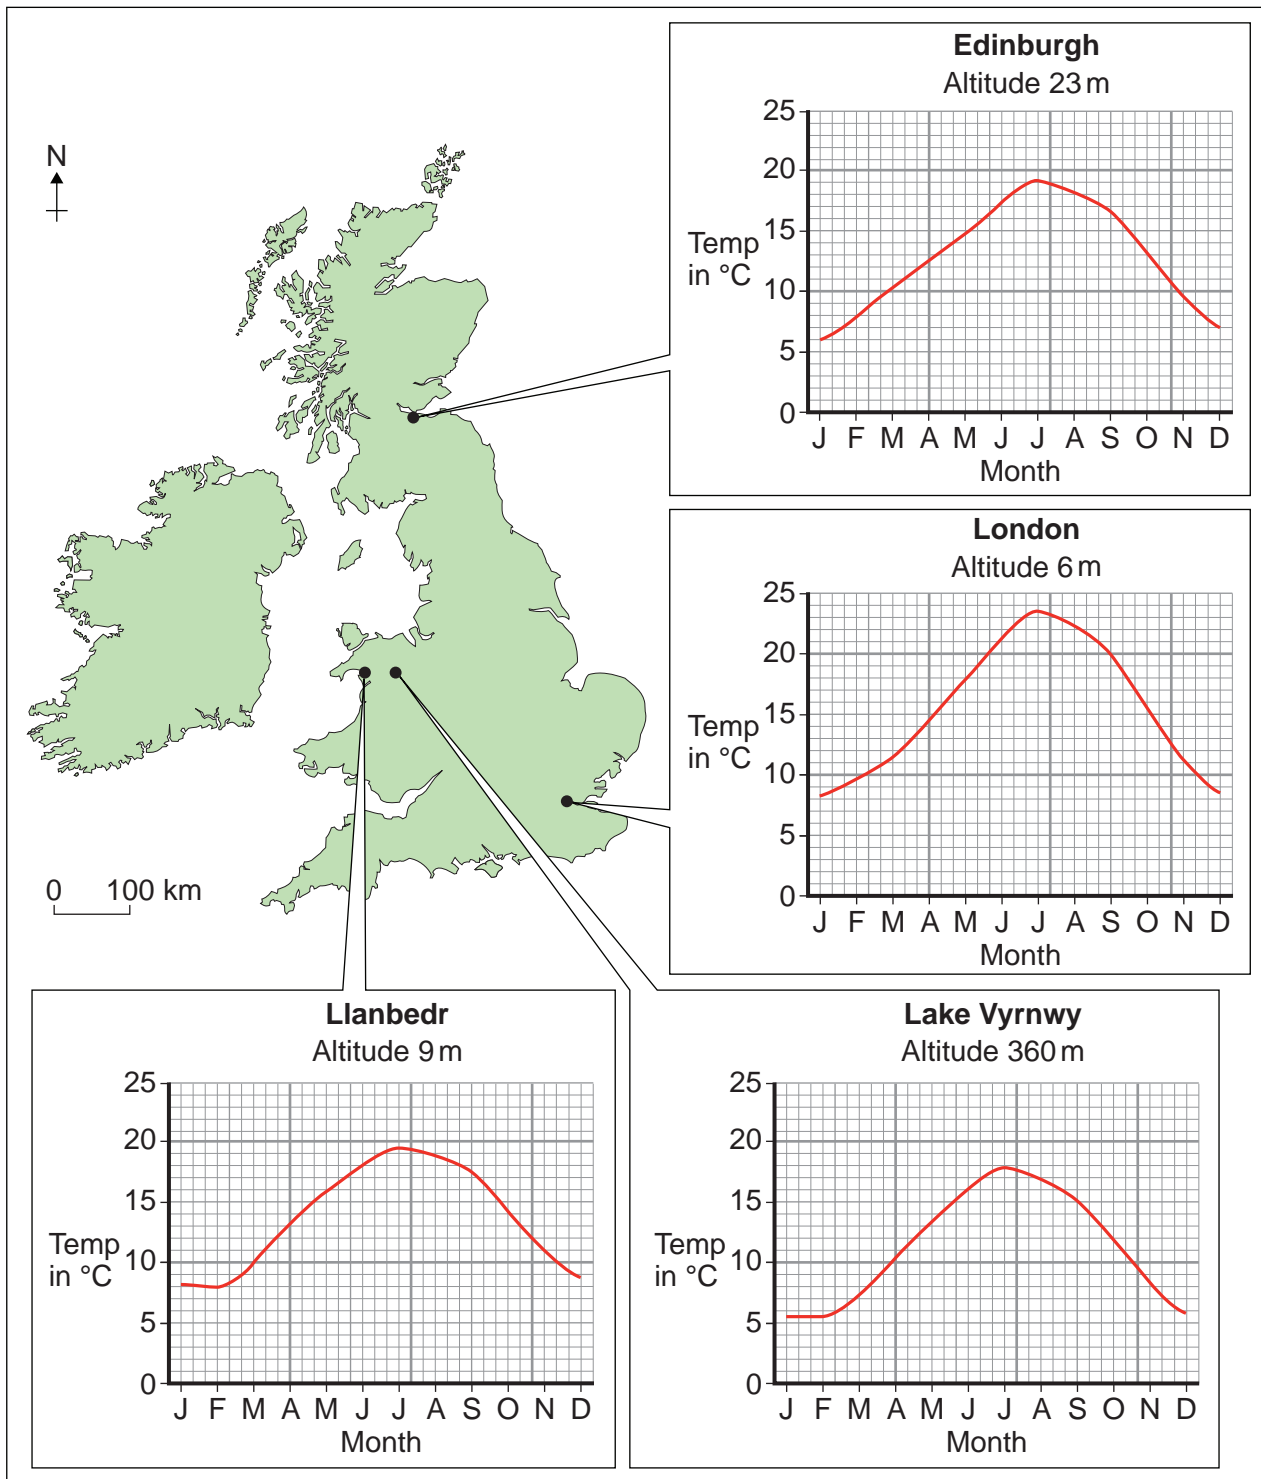 N
0 100 km
Edinburgh
Altitude 23 m
25
20
15
10
5
0
Temp
in °C
J F M A M J J A S O N D
Month
London
Altitude 6 m
25
20
15
10
5
0
Temp
in °C
J F M A M J J A S O N D
Month
Llanbedr
Altitude 9 m
25
20
15
10
5
0
Temp
in °C
J F M A M J J A S O N D
Month
Lake Vyrnwy
Altitude 360 m
25
20
15
10
5
0
Temp
in °C
J F M A M J J A S O N D
Month